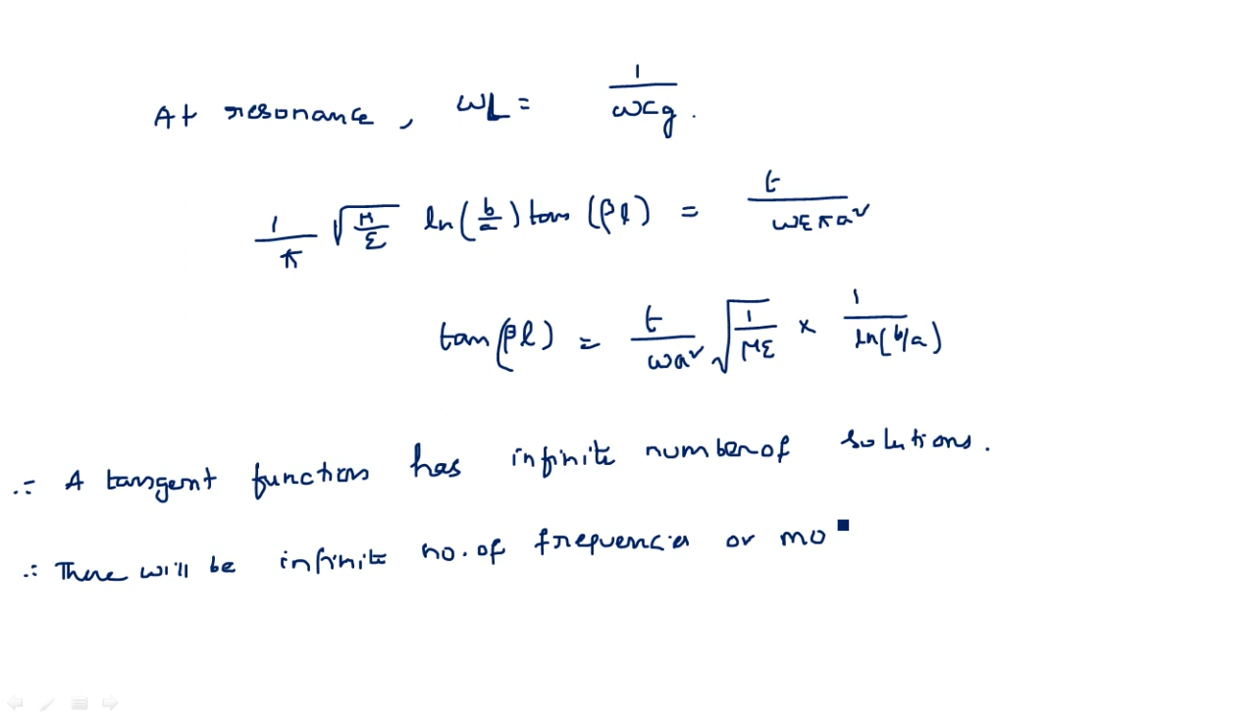 At resonance, ωL = 1/ωCg.
1/π √(μ/ε) ln(b/a) tan(βl) = t/ωεπa²
tan(βl) = t/ωa² √(1/με) × 1/ln(b/a)
∴ A tangent function has infinite number of solutions.
∴ There will be infinite no. of frequencies or mo